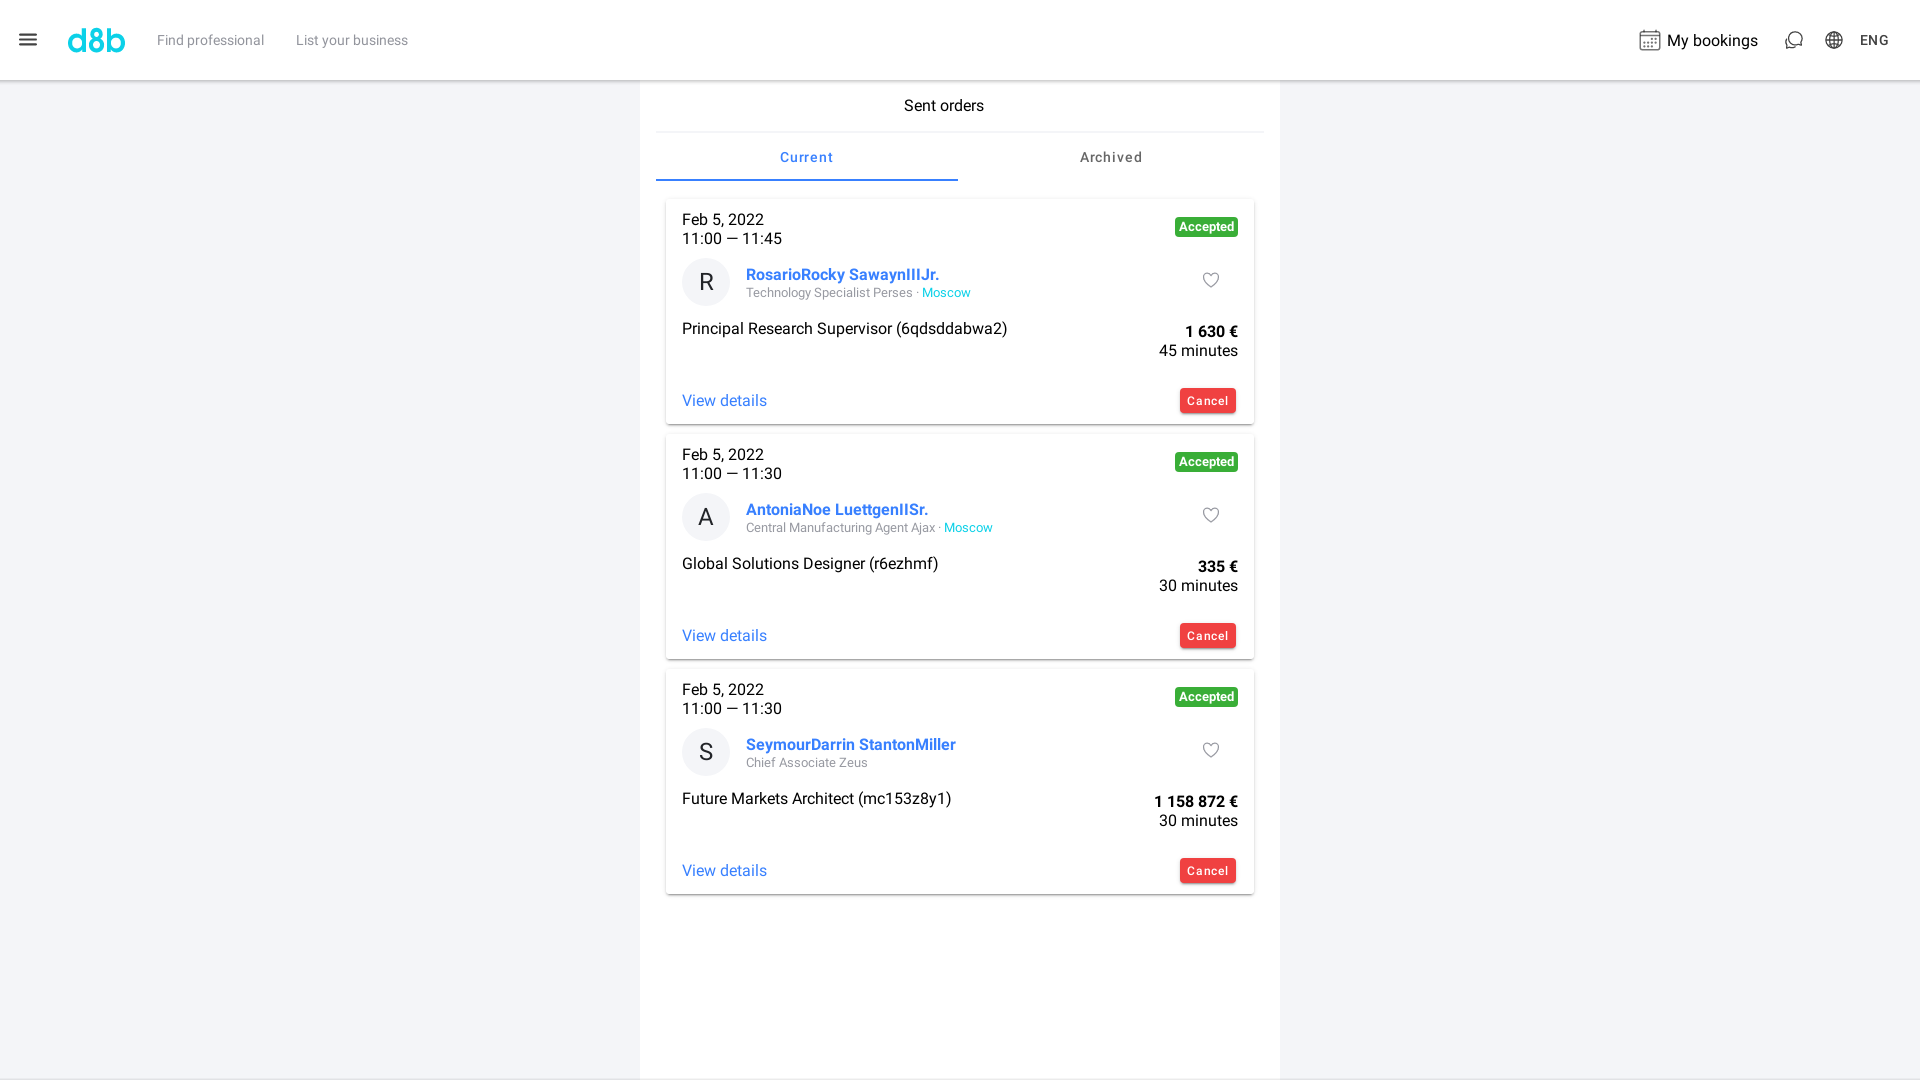 d8b
Find professional
List your business
My bookings
ENG
Sent orders
Current
Archived
Feb 5, 2022
11:00 — 11:45
Accepted
R
RosarioRocky SawaynIIIJr.
Technology Specialist Perses · Moscow
Principal Research Supervisor (6qdsddabwa2)
1 630 €
45 minutes
View details
Cancel
Feb 5, 2022
11:00 — 11:30
Accepted
A
AntoniaNoe LuettgenIISr.
Central Manufacturing Agent Ajax · Moscow
Global Solutions Designer (r6ezhmf)
335 €
30 minutes
View details
Cancel
Feb 5, 2022
11:00 — 11:30
Accepted
S
SeymourDarrin StantonMiller
Chief Associate Zeus
Future Markets Architect (mc153z8y1)
1 158 872 €
30 minutes
View details
Cancel